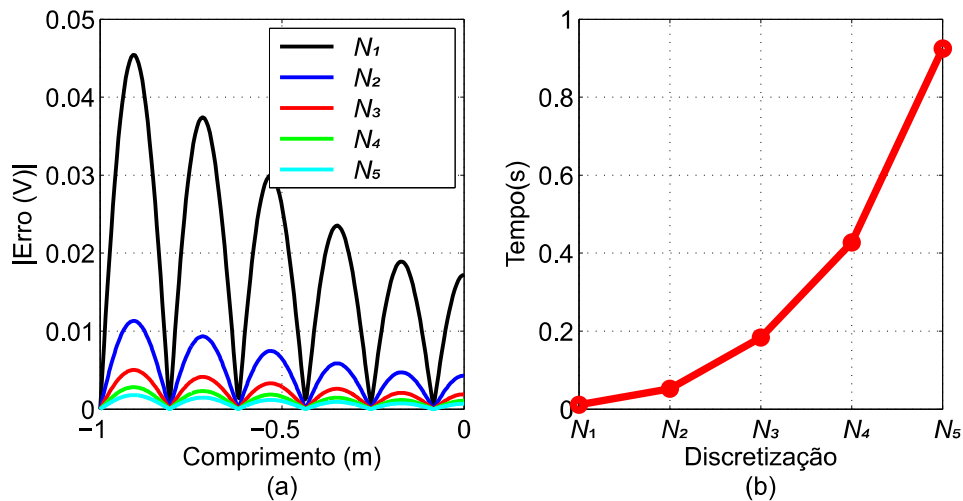 0.05
0.04
0.03
0.02
0.01
0
|Erro (V)|
N₁
N₂
N₃
N₄
N₅
−1
−0.5
0
Comprimento (m)
(a)
1
0.8
0.6
0.4
0.2
0
Tempo(s)
N₁
N₂
N₃
N₄
N₅
Discretização
(b)